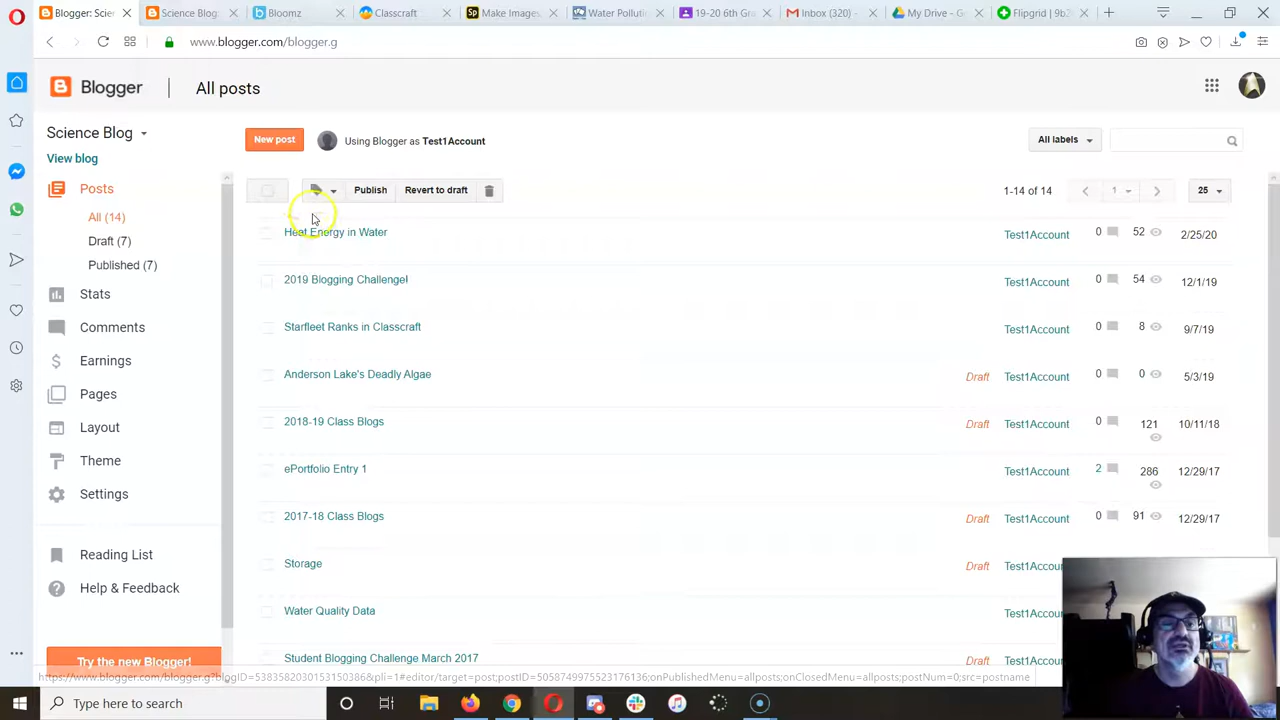 Blogger: Scie
Science Blog:
Bloomz
Classcraft
Make Images,
Water Pollutio
19-20 6th Gra
Inbox (320) -
My Drive - Go
Flipgrid | 9b2
www.blogger.com/blogger.g
Blogger
All posts
Science Blog
View blog
New post
Using Blogger as Test1Account
All labels
Publish
Revert to draft
1-14 of 14
1
25
Posts
All (14)
Draft (7)
Published (7)
Stats
Comments
Earnings
Pages
Layout
Theme
Settings
Reading List
Help & Feedback
Try the new Blogger!
Heat Energy in Water
Test1Account
0
52
2/25/20
2019 Blogging Challenge!
Test1Account
0
54
12/1/19
Starfleet Ranks in Classcraft
Test1Account
0
8
9/7/19
Anderson Lake's Deadly Algae
Draft
Test1Account
0
0
5/3/19
2018-19 Class Blogs
Draft
Test1Account
0
121
10/11/18
ePortfolio Entry 1
Test1Account
2
286
12/29/17
2017-18 Class Blogs
Draft
Test1Account
0
91
12/29/17
Storage
Draft
Test1Accou
Water Quality Data
Test1Accou
Student Blogging Challenge March 2017
Draft
Test1Accou
Type here to search